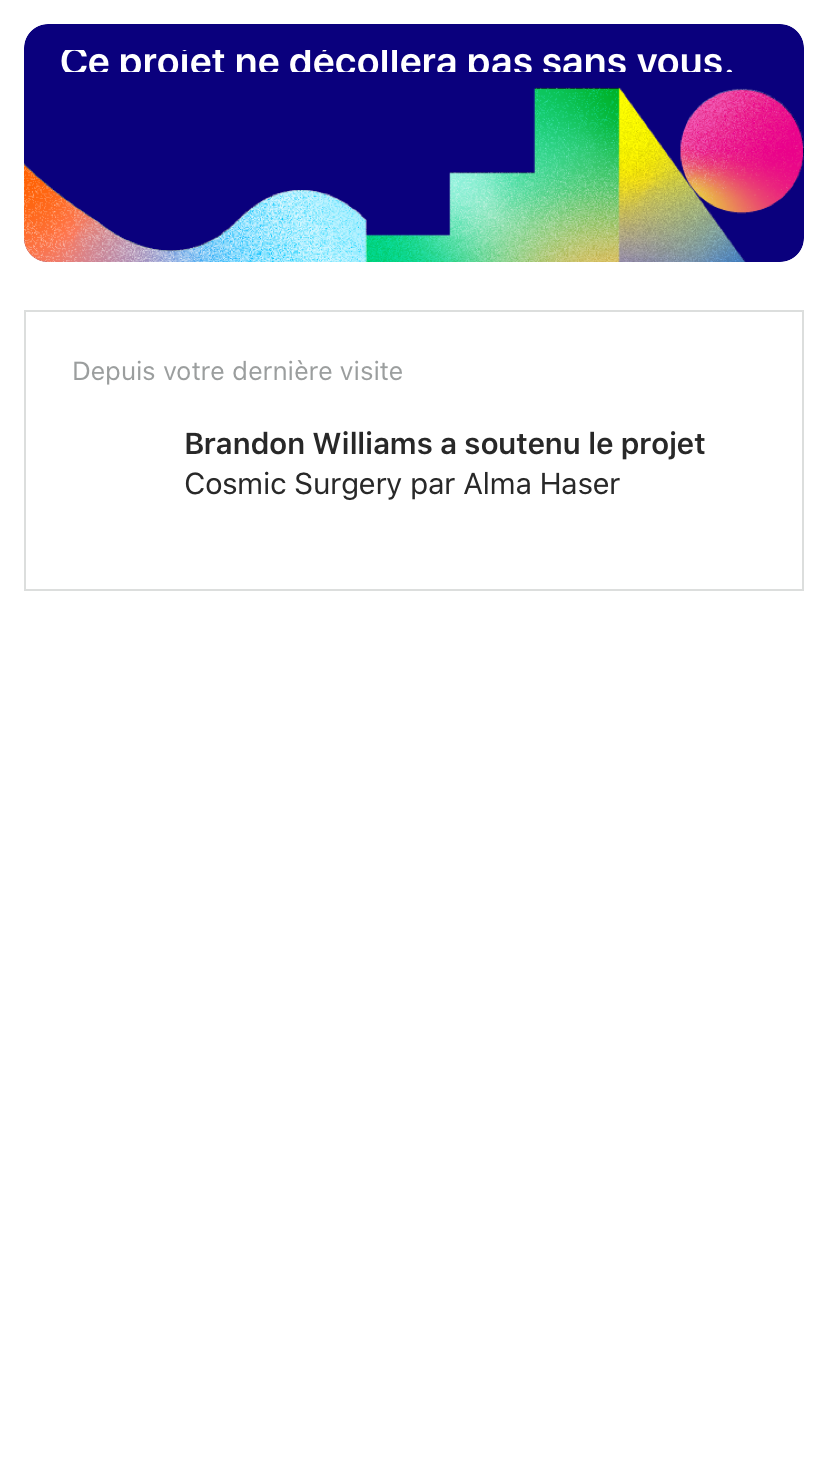 Ce projet ne décollera pas sans vous.
Depuis votre dernière visite
Brandon Williams a soutenu le projet
Cosmic Surgery par Alma Haser